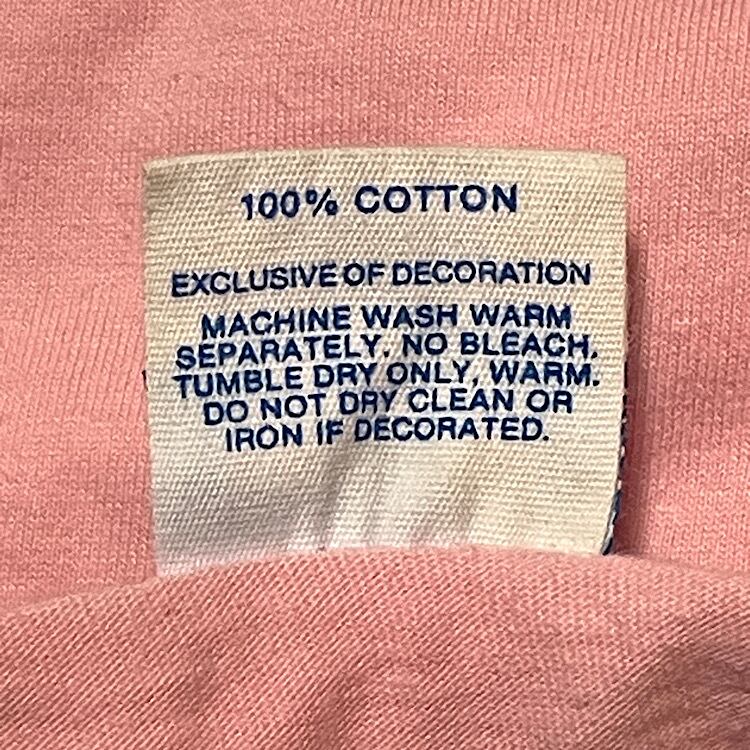 100% COTTON
EXCLUSIVE OF DECORATION
MACHINE WASH WARM
SEPARATELY. NO BLEACH.
TUMBLE DRY ONLY, WARM.
DO NOT DRY CLEAN OR
IRON IF DECORATED.